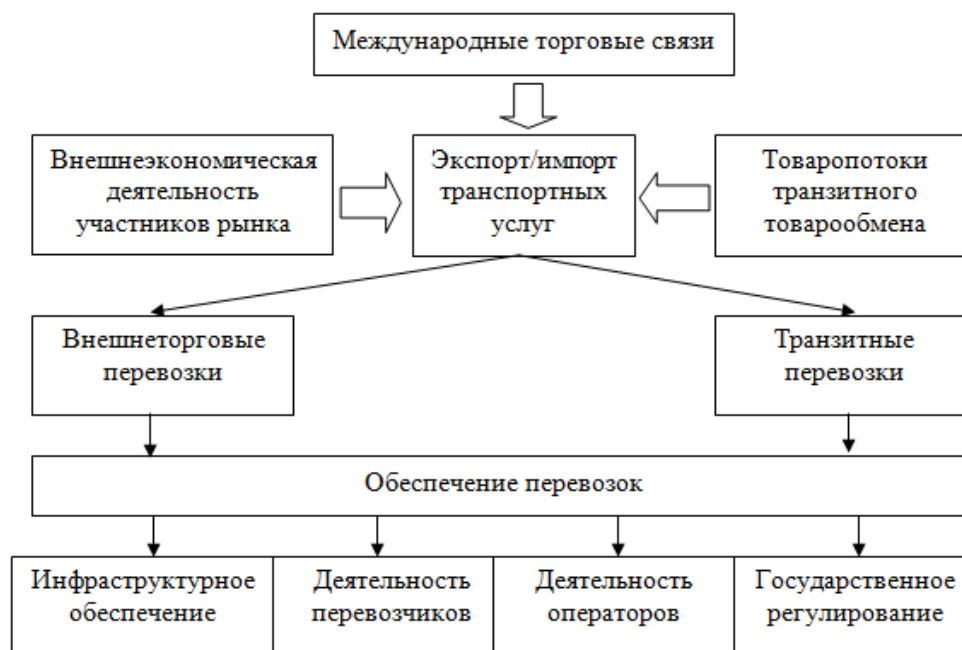 Международные торговые связи
Внешнеэкономическая
деятельность
участников рынка
Экспорт/импорт
транспортных
услуг
Товаропотоки
транзитного
товарообмена
Внешнеторговые
перевозки
Транзитные
перевозки
Обеспечение перевозок
Инфраструктурное
обеспечение
Деятельность
перевозчиков
Деятельность
операторов
Государственное
регулирование